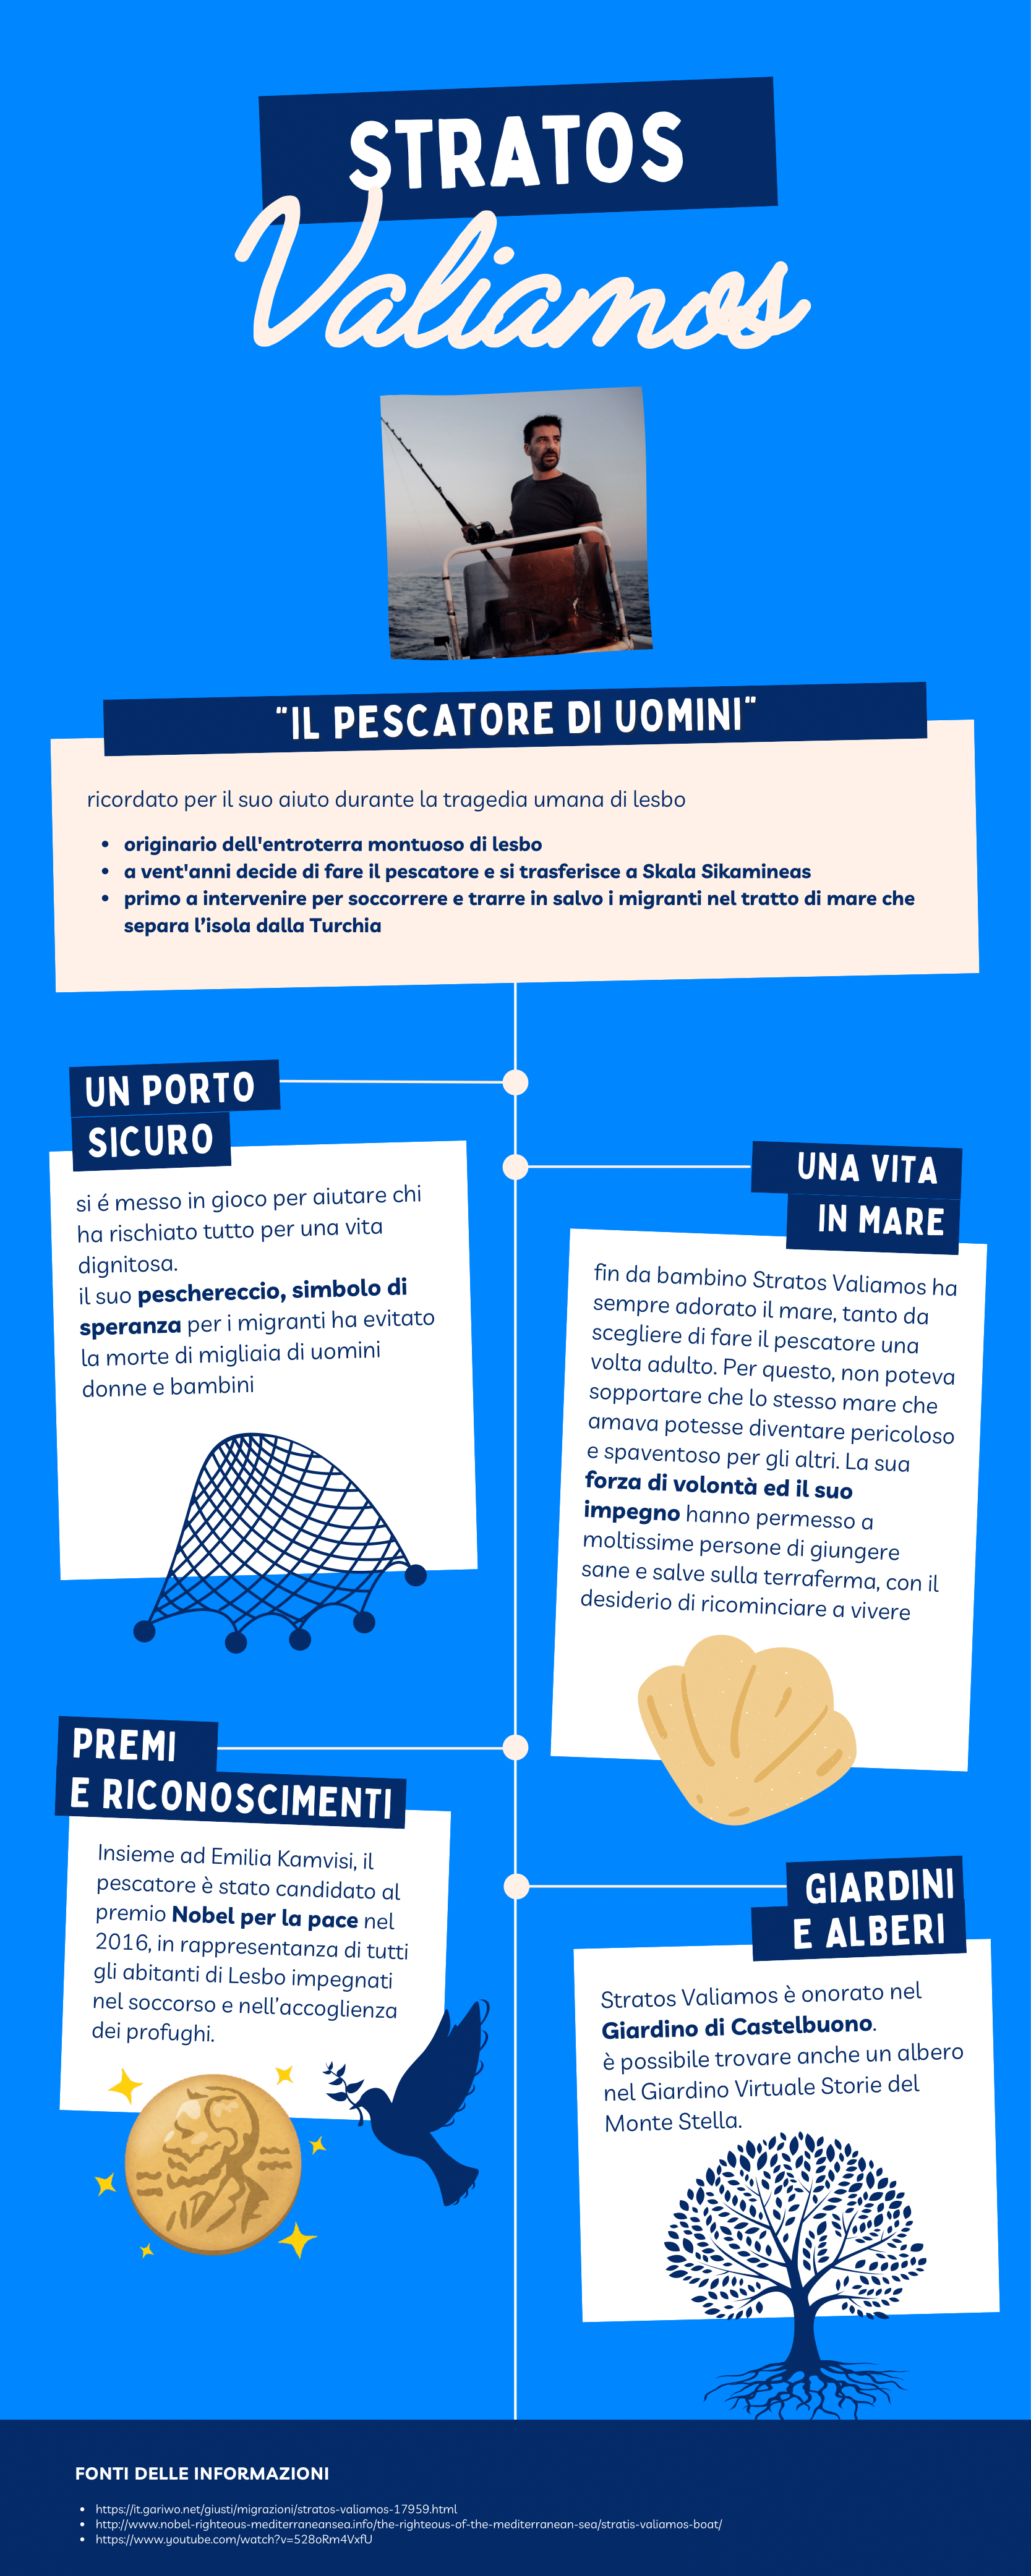 STRATOS
Valiamos
"IL PESCATORE DI UOMINI"
ricordato per il suo aiuto durante la tragedia umana di lesbo
• originario dell'entroterra montuoso di lesbo
• a vent'anni decide di fare il pescatore e si trasferisce a Skala Sikamineas
• primo a intervenire per soccorrere e trarre in salvo i migranti nel tratto di mare che
separa l'isola dalla Turchia
UN PORTO
SICURO
si é messo in gioco per aiutare chi
ha rischiato tutto per una vita
dignitosa.
il suo peschereccio, simbolo di
speranza per i migranti ha evitato
la morte di migliaia di uomini
donne e bambini
UNA VITA
IN MARE
fin da bambino Stratos Valiamos ha
sempre adorato il mare, tanto da
scegliere di fare il pescatore una
volta adulto. Per questo, non poteva
sopportare che lo stesso mare che
amava potesse diventare pericoloso
e spaventoso per gli altri. La sua
forza di volontà ed il suo
impegno hanno permesso a
moltissime persone di giungere
sane e salve sulla terraferma, con il
desiderio di ricominciare a vivere
PREMI
E RICONOSCIMENTI
Insieme ad Emilia Kamvisi, il
pescatore è stato candidato al
premio Nobel per la pace nel
2016, in rappresentanza di tutti
gli abitanti di Lesbo impegnati
nel soccorso e nell'accoglienza
dei profughi.
GIARDINI
E ALBERI
Stratos Valiamos è onorato nel
Giardino di Castelbuono.
è possibile trovare anche un albero
nel Giardino Virtuale Storie del
Monte Stella.
FONTI DELLE INFORMAZIONI
• https://it.gariwo.net/giusti/migrazioni/stratos-valiamos-17959.html
• http://www.nobel-righteous-mediterraneansea.info/the-righteous-of-the-mediterranean-sea/stratis-valiamos-boat/
• https://www.youtube.com/watch?v=528oRm4VxfU